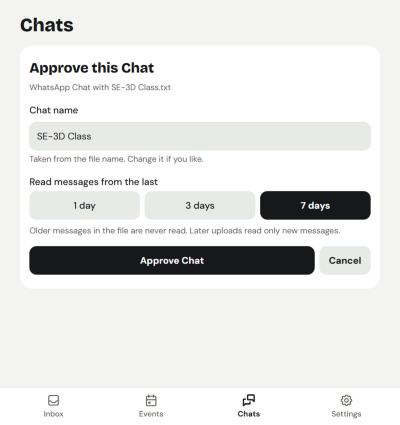 Chats
Approve this Chat
WhatsApp Chat with SE-3D Class.txt
Chat name
SE-3D Class
Taken from the file name. Change it if you like.
Read messages from the last
1 day
3 days
7 days
Older messages in the file are never read. Later uploads read only new messages.
Approve Chat
Cancel
Inbox
Events
Chats
Settings